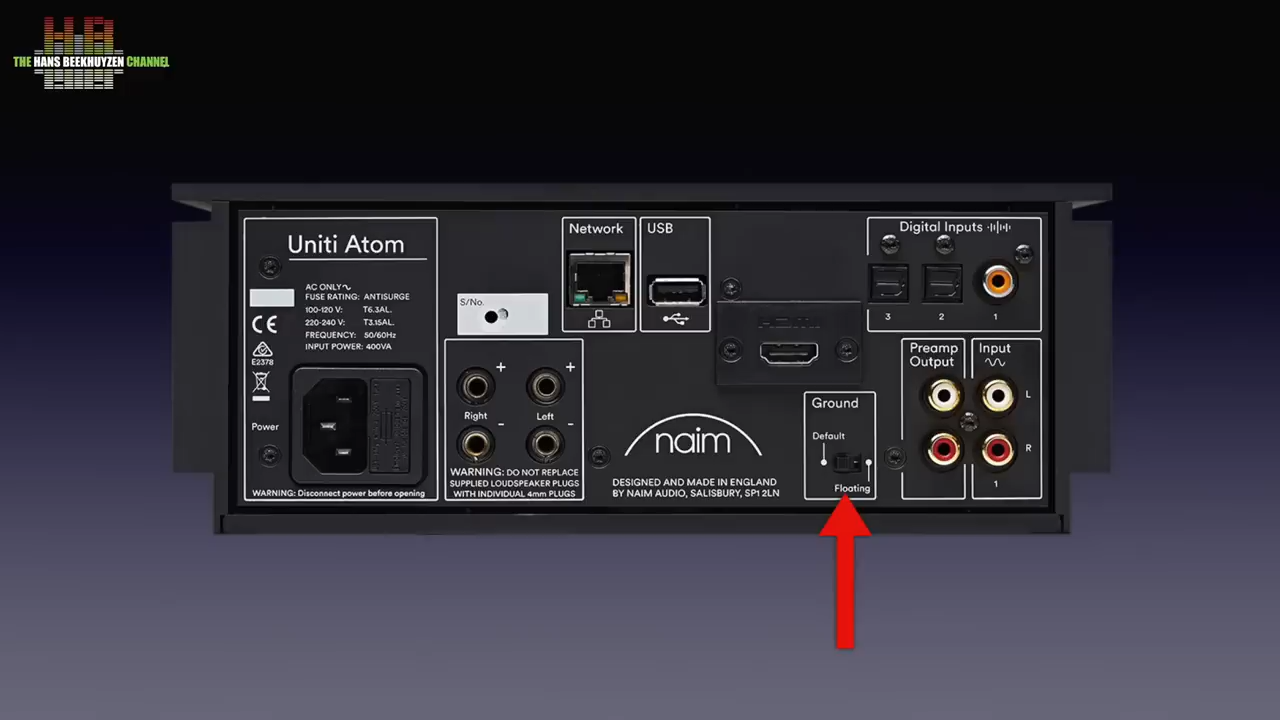 THE HANS BEEKHUYZEN CHANNEL
Uniti Atom
AC ONLY
FUSE RATING: ANTISURGE
100-120 V: T6.3AL.
220-240 V: T3.15AL.
FREQUENCY: 50/60Hz
INPUT POWER: 400VA
CE
E2378
Power
WARNING: Disconnect power before opening
S/No.
+ +
Right Left
- -
WARNING: DO NOT REPLACE
SUPPLIED LOUDSPEAKER PLUGS
WITH INDIVIDUAL 4mm PLUGS
Network
USB
HDMI
naim
DESIGNED AND MADE IN ENGLAND
BY NAIM AUDIO, SALISBURY, SP1 2LN
Ground
Default
Floating
Digital Inputs
3 2 1
Preamp
Output
Input
L
R
1